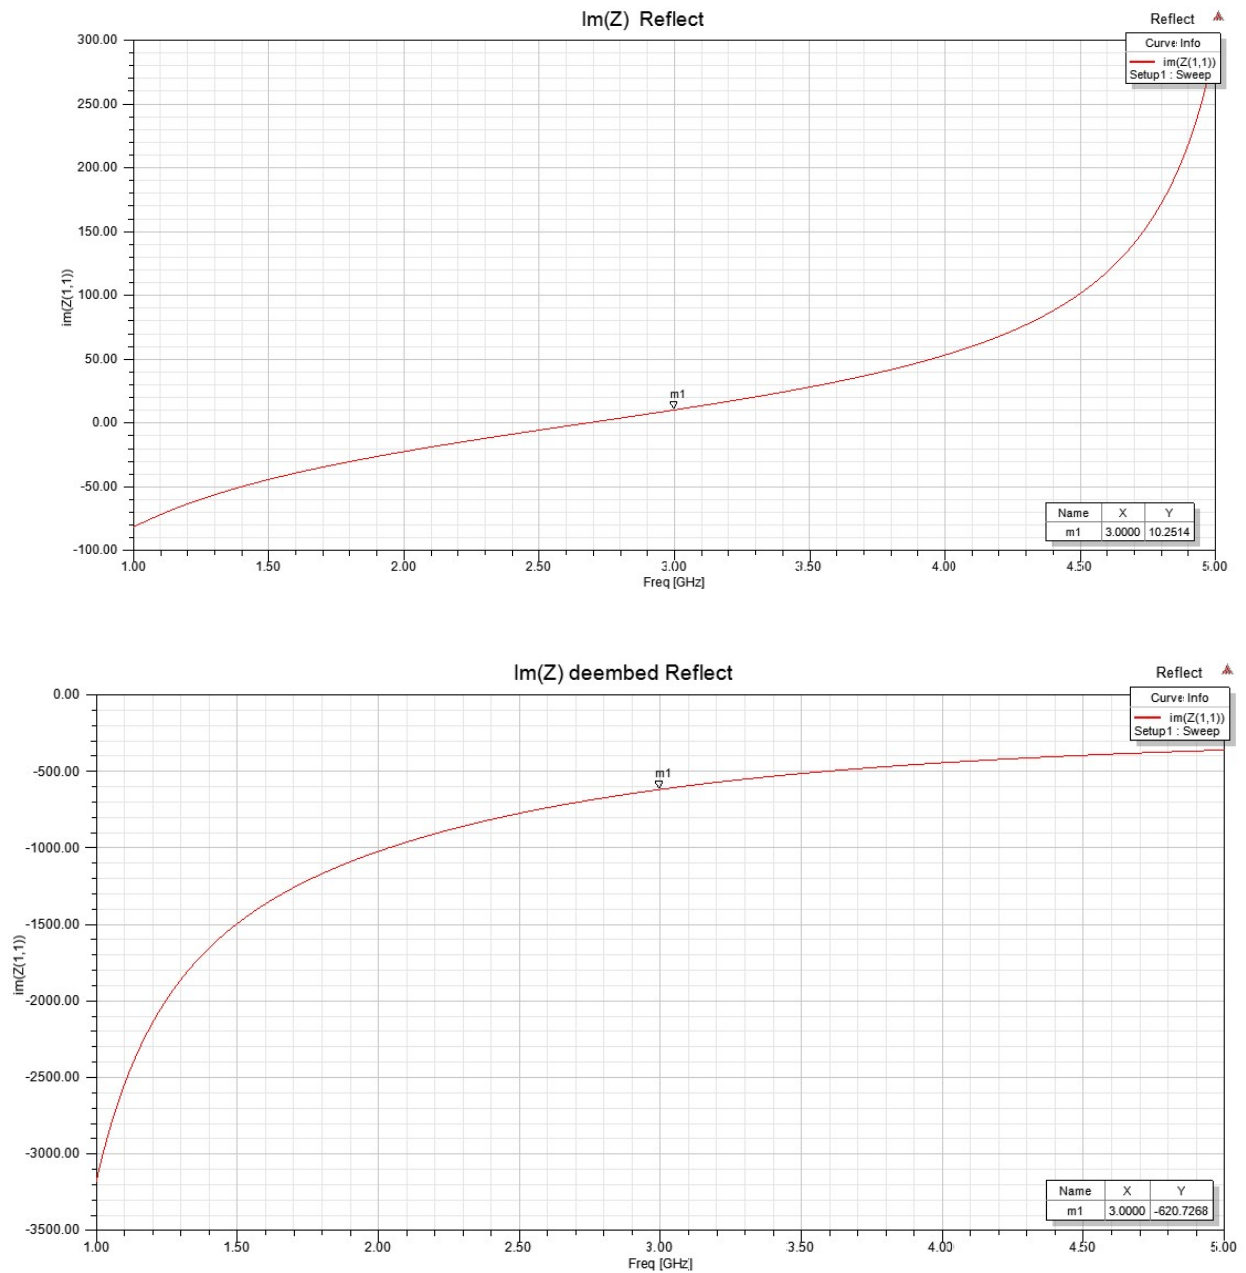 Im(Z) Reflect
Reflect
Curve Info
im(Z(1,1))
Setup1 : Sweep
300.00
250.00
200.00
150.00
100.00
50.00
0.00
-50.00
-100.00
im(Z(1,1))
m1
Name X Y
m1 3.0000 10.2514
1.00 1.50 2.00 2.50 3.00 3.50 4.00 4.50 5.00
Freq [GHz]
Im(Z) deembed Reflect
Reflect
Curve Info
im(Z(1,1))
Setup1 : Sweep
0.00
-500.00
-1000.00
-1500.00
-2000.00
-2500.00
-3000.00
-3500.00
im(Z(1,1))
m1
Name X Y
m1 3.0000 -620.7268
1.00 1.50 2.00 2.50 3.00 3.50 4.00 4.50 5.00
Freq [GHz]